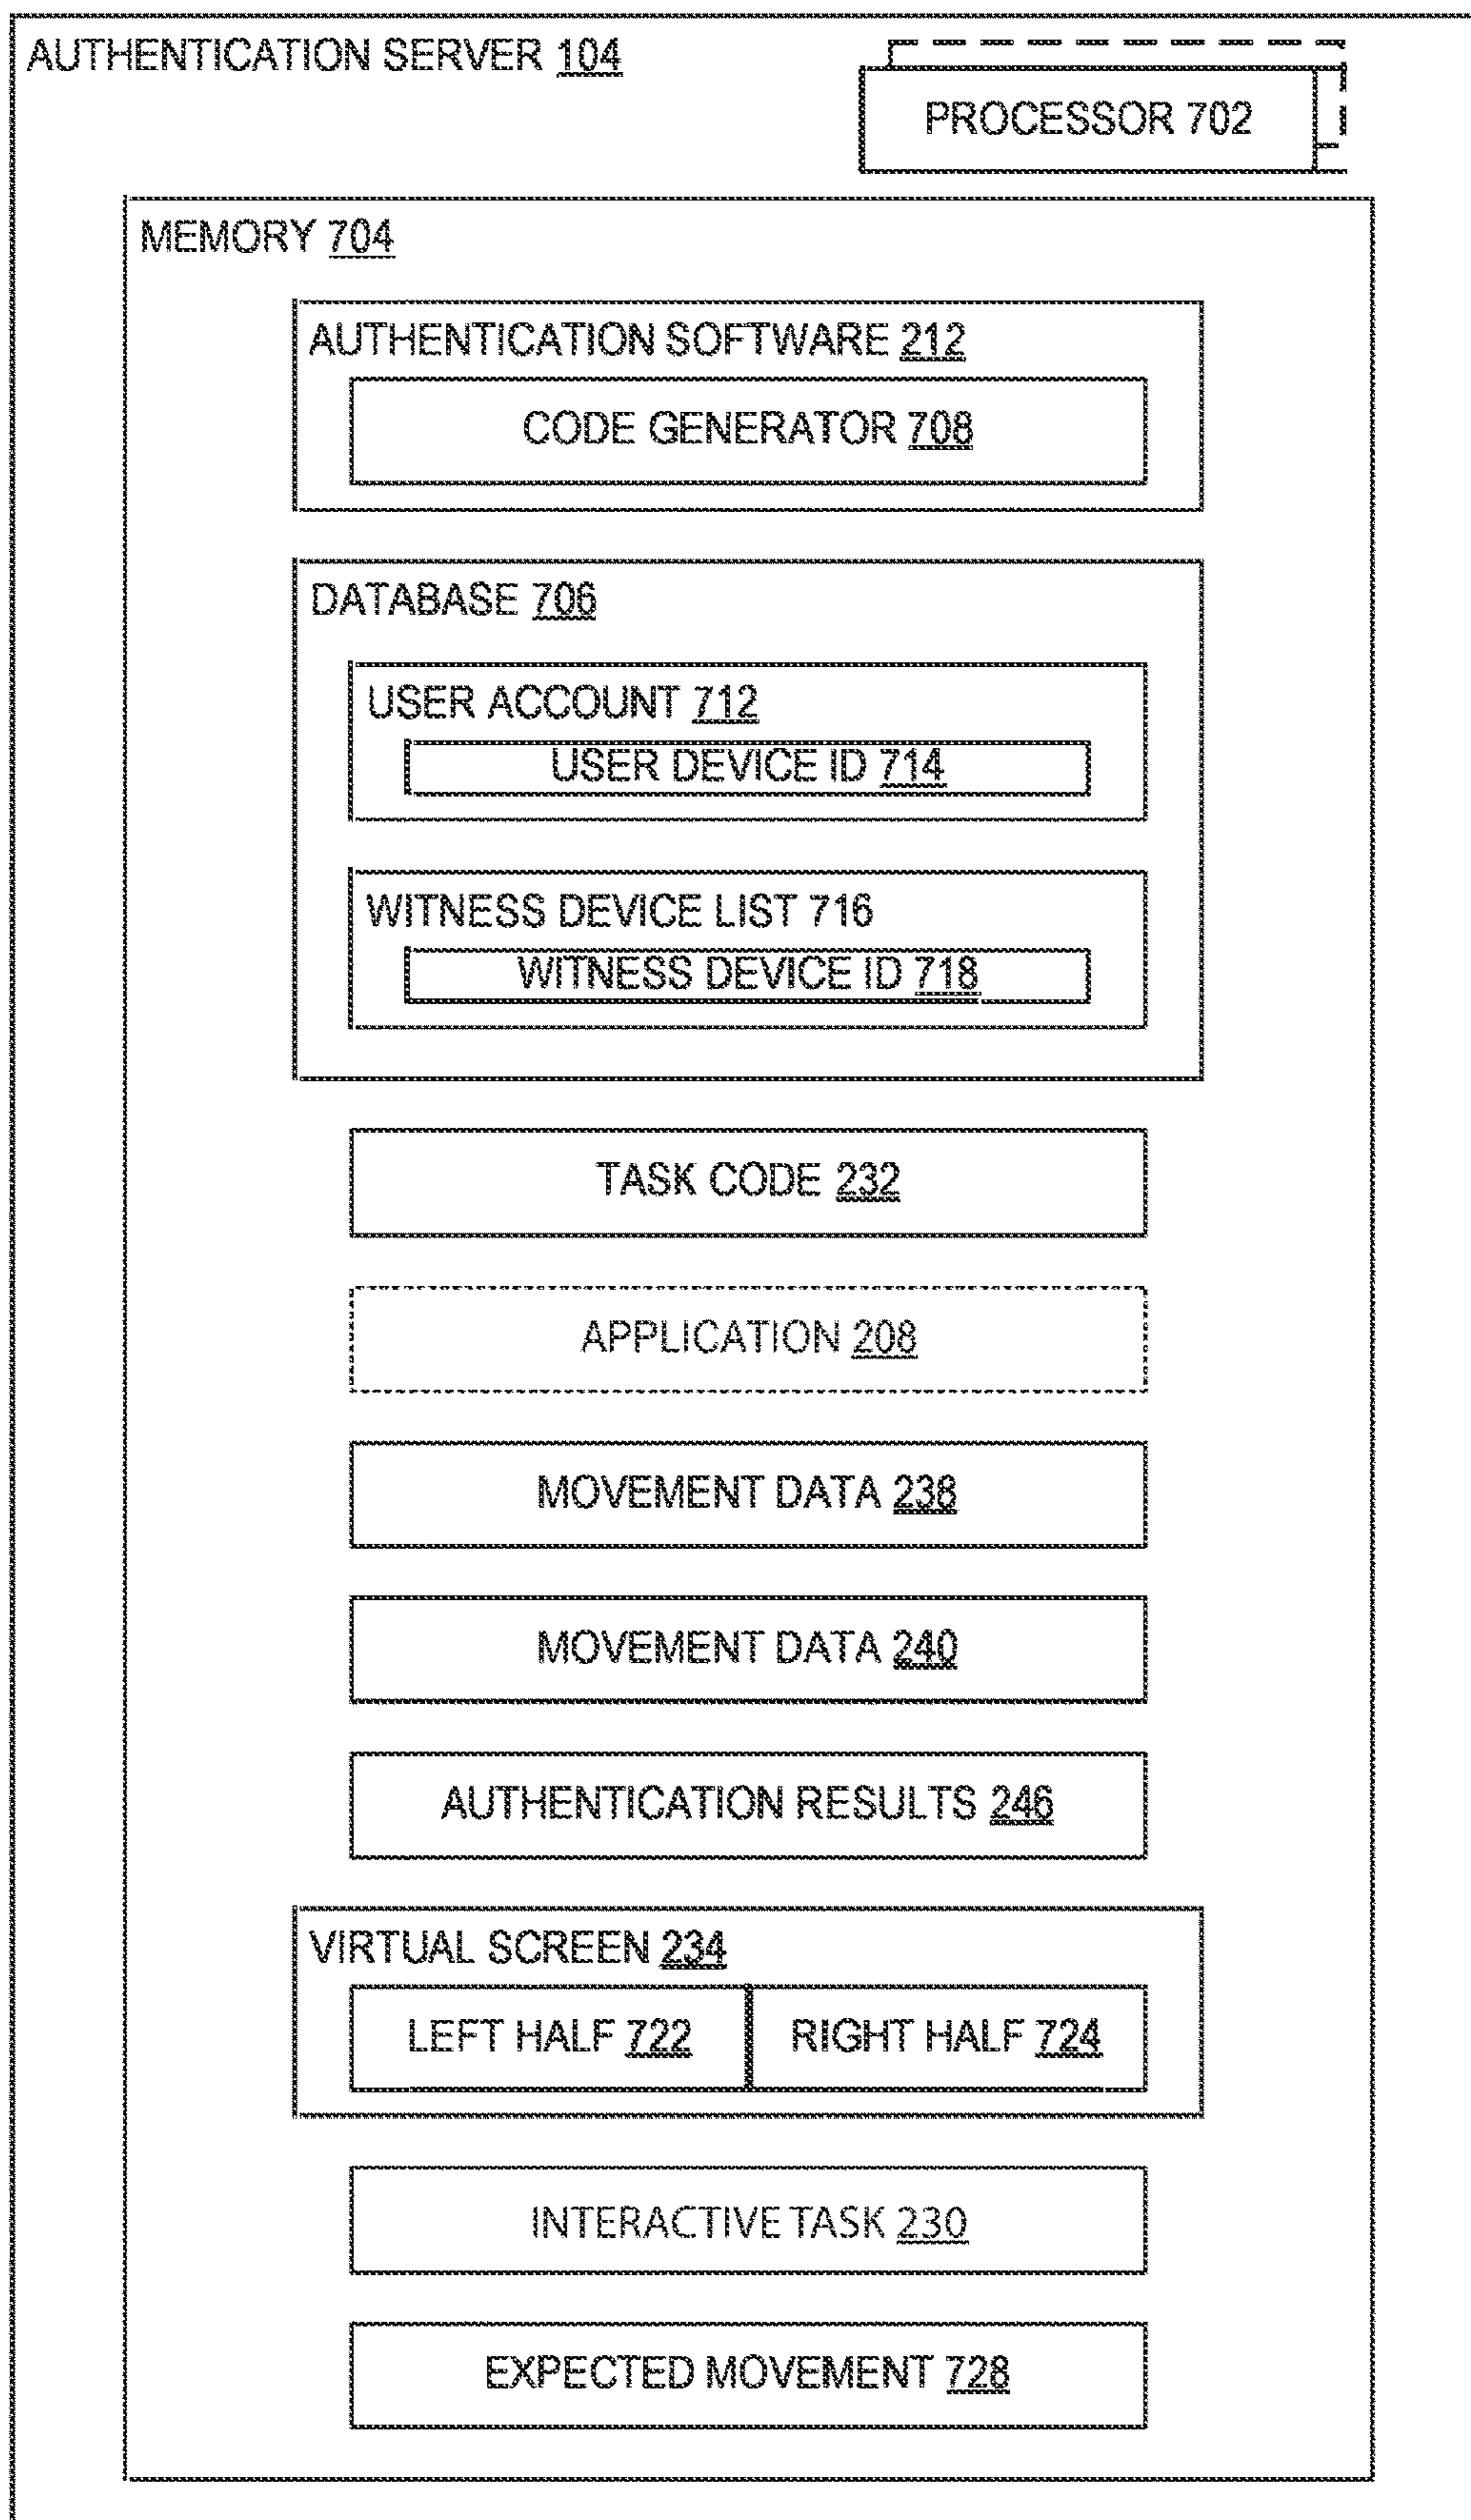 AUTHENTICATION SERVER 104
PROCESSOR 702
MEMORY 704
AUTHENTICATION SOFTWARE 212
CODE GENERATOR 708
DATABASE 706
USER ACCOUNT 712
USER DEVICE ID 714
WITNESS DEVICE LIST 716
WITNESS DEVICE ID 718
TASK CODE 232
APPLICATION 208
MOVEMENT DATA 238
MOVEMENT DATA 240
AUTHENTICATION RESULTS 246
VIRTUAL SCREEN 234
LEFT HALF 722
RIGHT HALF 724
INTERACTIVE TASK 230
EXPECTED MOVEMENT 728